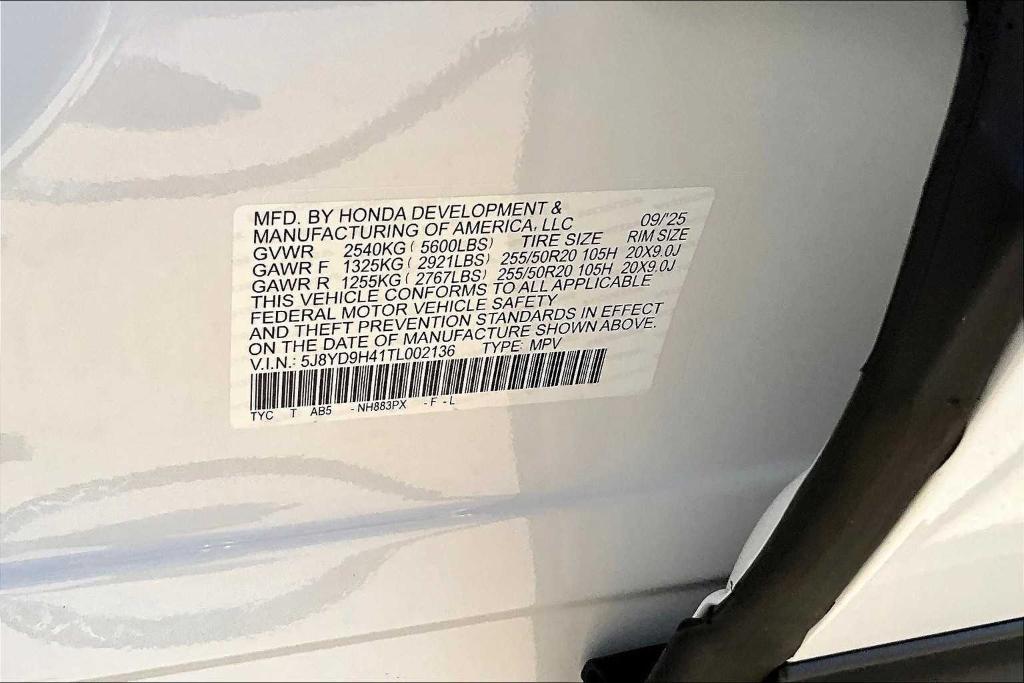 MFD. BY HONDA DEVELOPMENT &
MANUFACTURING OF AMERICA, LLC 09/'25
GVWR 2540KG ( 5600LBS) TIRE SIZE RIM SIZE
GAWR F 1325KG ( 2921LBS) 255/50R20 105H 20X9.0J
GAWR R 1255KG ( 2767LBS) 255/50R20 105H 20X9.0J
THIS VEHICLE CONFORMS TO ALL APPLICABLE
FEDERAL MOTOR VEHICLE SAFETY
AND THEFT PREVENTION STANDARDS IN EFFECT
ON THE DATE OF MANUFACTURE SHOWN ABOVE.
V.I.N.: 5J8YD9H41TL002136 TYPE: MPV
TYC T AB5 - NH883PX - F - L